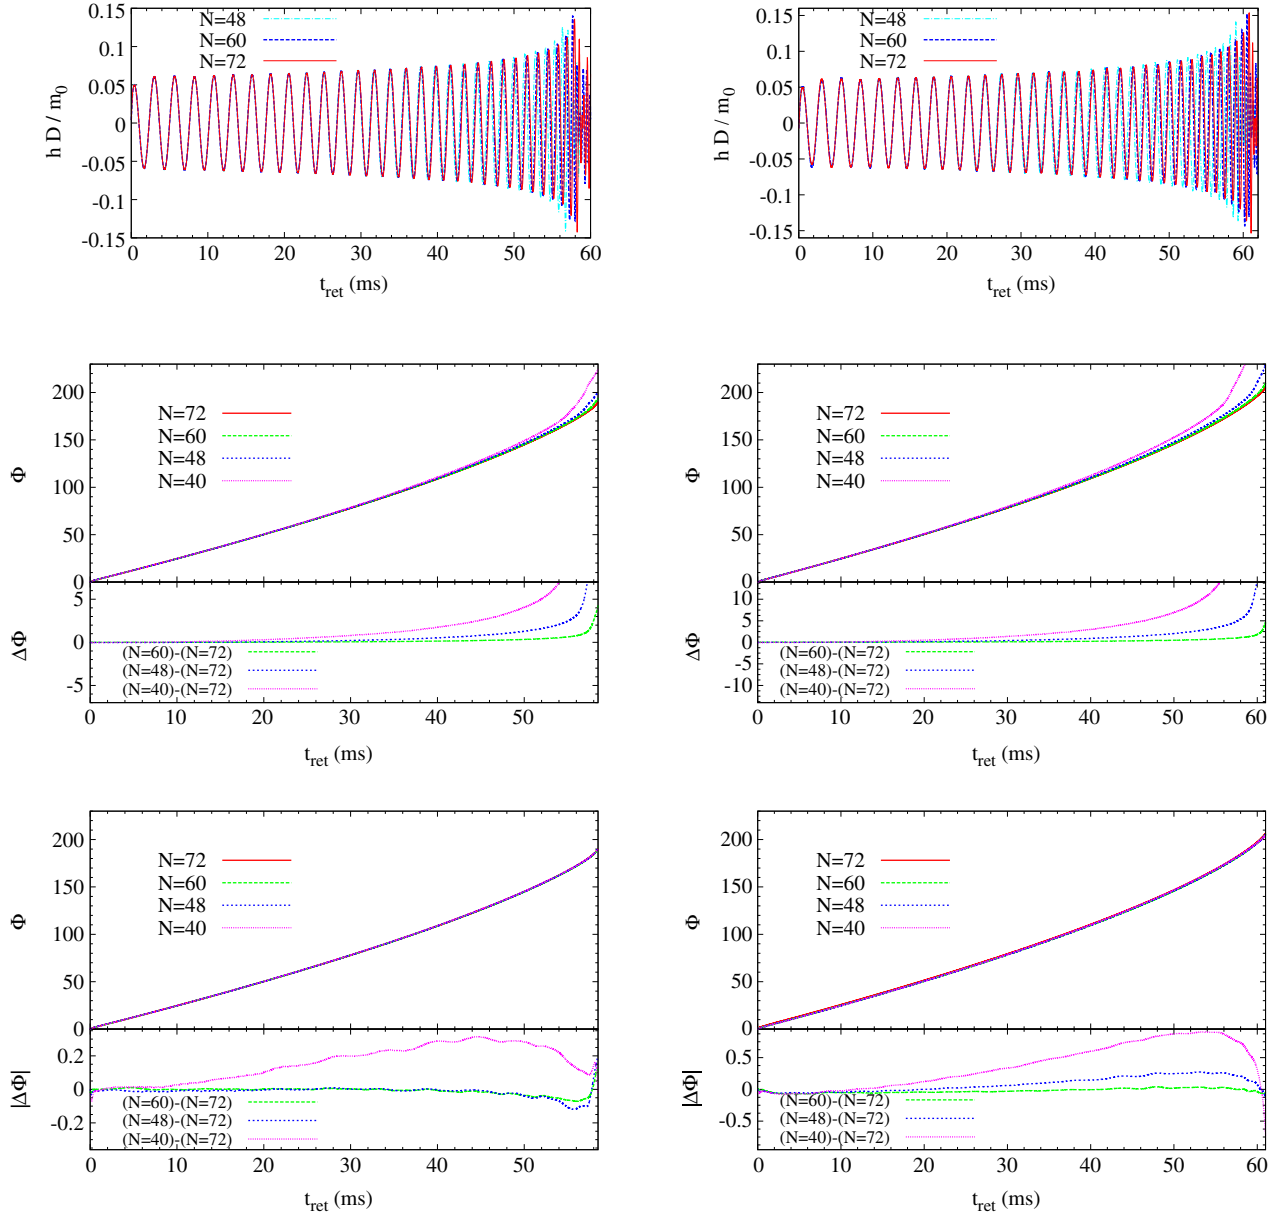 0.15
0.1
0.05
0
-0.05
-0.1
-0.15
h D / m0
N=48
N=60
N=72
0 10 20 30 40 50 60
tret (ms)
0.15
0.1
0.05
0
-0.05
-0.1
-0.15
h D / m0
N=48
N=60
N=72
0 10 20 30 40 50 60
tret (ms)
200
150
100
50
0
Φ
N=72
N=60
N=48
N=40
5
0
-5
ΔΦ
(N=60)-(N=72)
(N=48)-(N=72)
(N=40)-(N=72)
0 10 20 30 40 50
tret (ms)
200
150
100
50
0
Φ
N=72
N=60
N=48
N=40
10
5
0
-5
-10
ΔΦ
(N=60)-(N=72)
(N=48)-(N=72)
(N=40)-(N=72)
0 10 20 30 40 50 60
tret (ms)
200
150
100
50
0
Φ
N=72
N=60
N=48
N=40
0.2
0
-0.2
|ΔΦ|
(N=60)-(N=72)
(N=48)-(N=72)
(N=40)-(N=72)
0 10 20 30 40 50
tret (ms)
200
150
100
50
0
Φ
N=72
N=60
N=48
N=40
0.5
0
-0.5
|ΔΦ|
(N=60)-(N=72)
(N=48)-(N=72)
(N=40)-(N=72)
0 10 20 30 40 50 60
tret (ms)